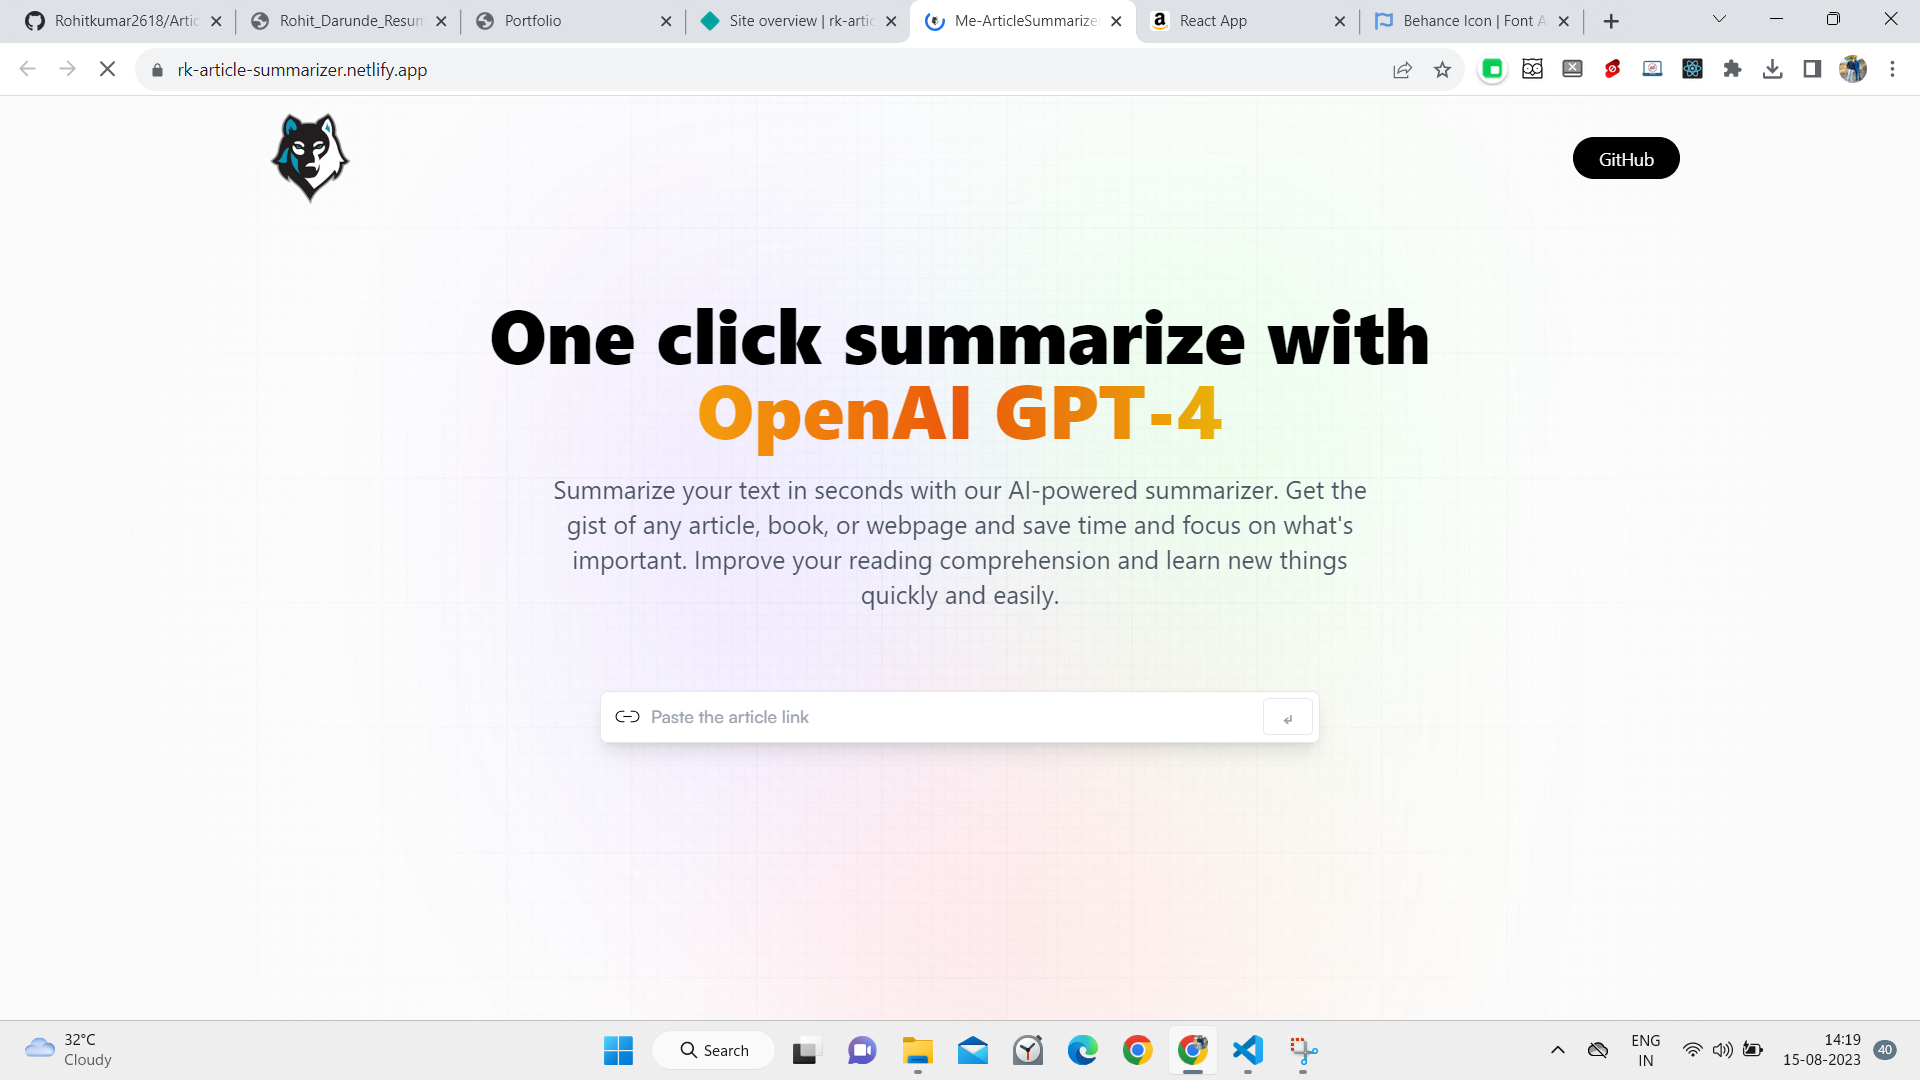 Rohitkumar2618/Artic
Rohit_Darunde_Resum
Portfolio
Site overview | rk-artic
Me-ArticleSummarize
React App
Behance Icon | Font A
rk-article-summarizer.netlify.app
GitHub
One click summarize with
OpenAI GPT-4
Summarize your text in seconds with our AI-powered summarizer. Get the
gist of any article, book, or webpage and save time and focus on what's
important. Improve your reading comprehension and learn new things
quickly and easily.
Paste the article link
32°C
Cloudy
Search
ENG
IN
14:19
15-08-2023
40